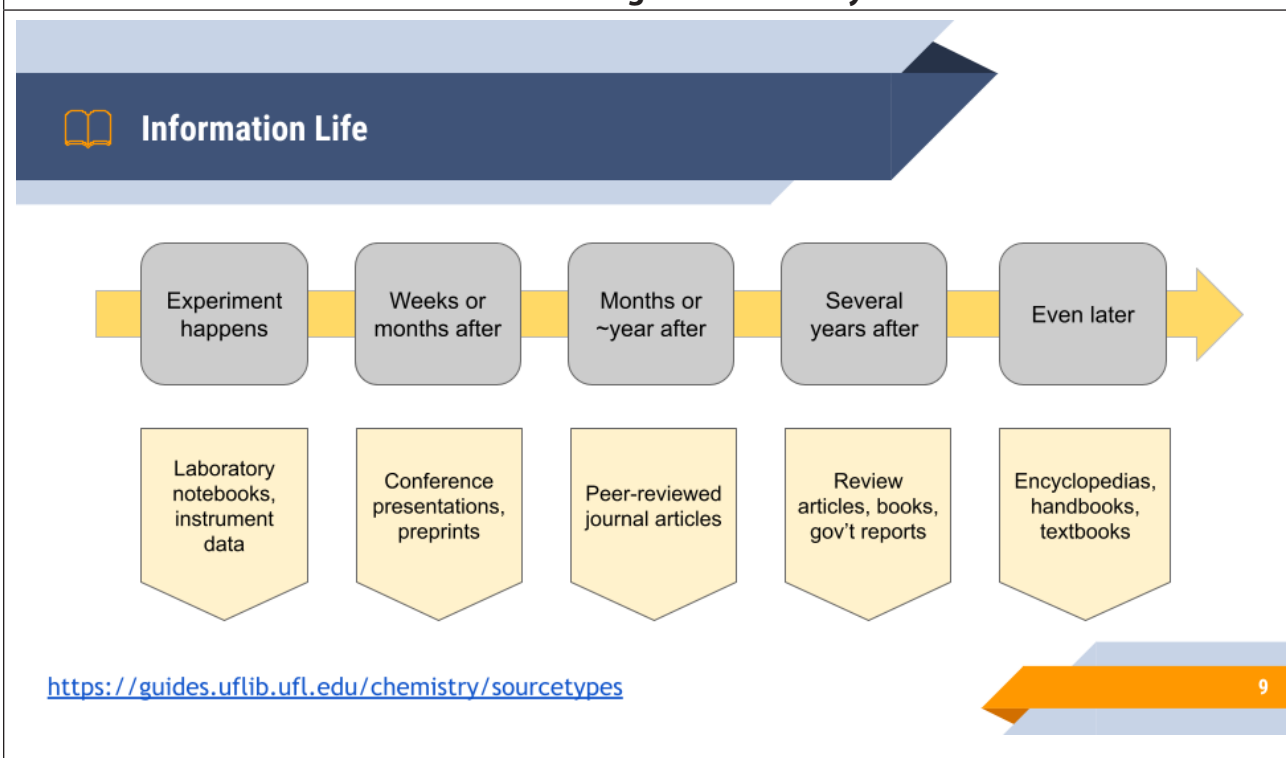 Information Life
Experiment
happens
Weeks or
months after
Months or
~year after
Several
years after
Even later
Laboratory
notebooks,
instrument
data
Conference
presentations,
preprints
Peer-reviewed
journal articles
Review
articles, books,
gov't reports
Encyclopedias,
handbooks,
textbooks
https://guides.uflib.ufl.edu/chemistry/sourcetypes
9